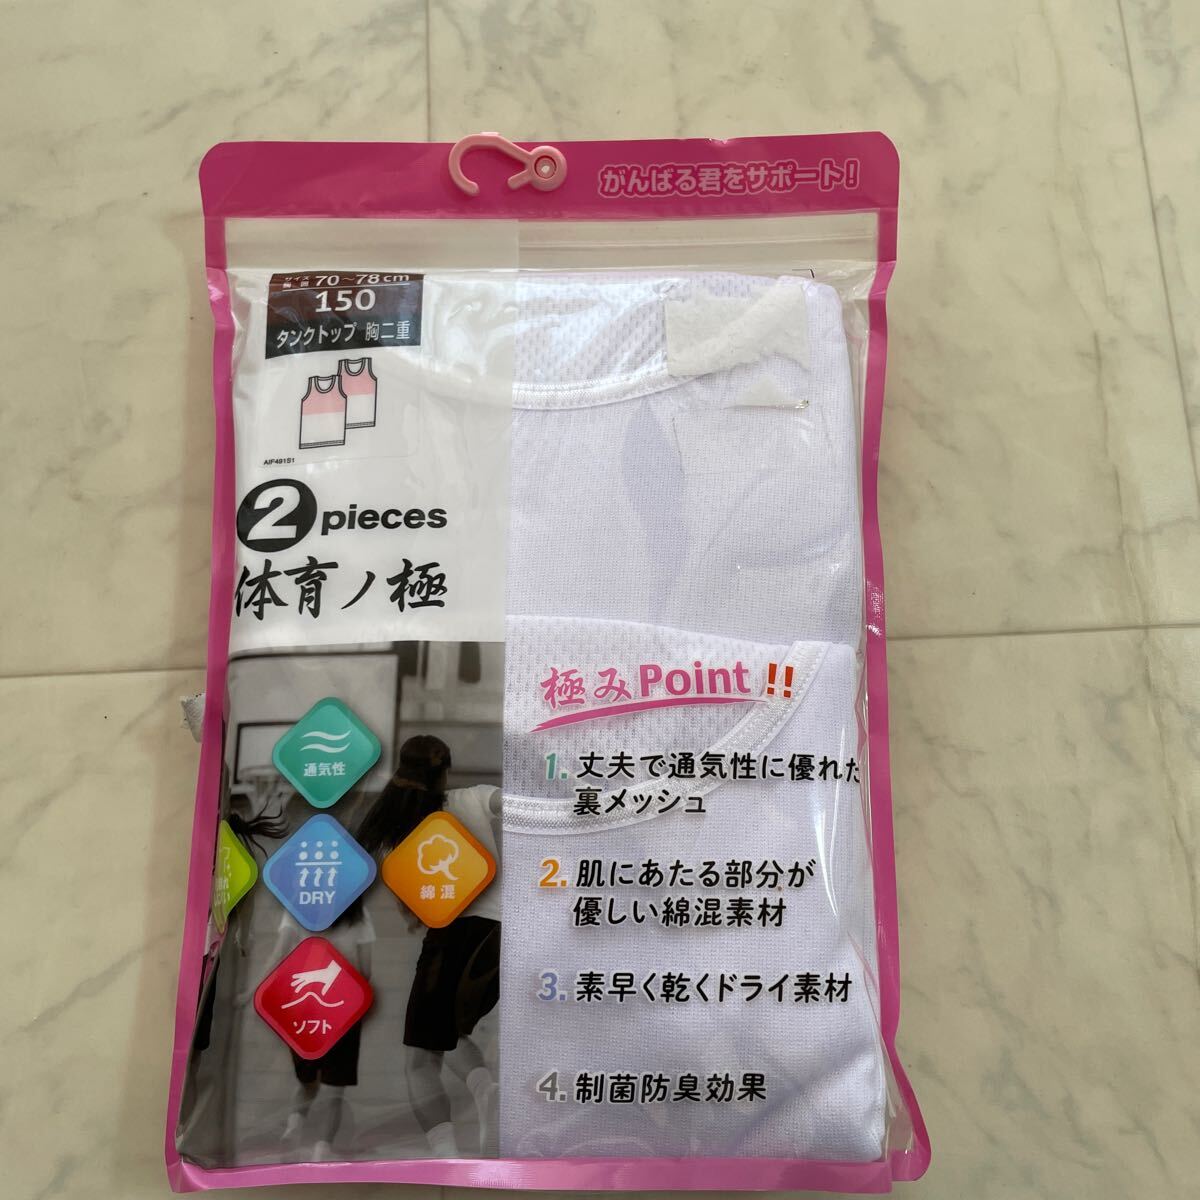 がんばる君をサポート!
サイズ
胸囲 70~78cm
150
タンクトップ 胸二重
AIF491S1
2 pieces
体育ノ極
極みPoint!!
1. 丈夫で通気性に優れた
裏メッシュ
2. 肌にあたる部分が
優しい綿混素材
3. 素早く乾くドライ素材
4. 制菌防臭効果
通気性
DRY
綿混
ソフト